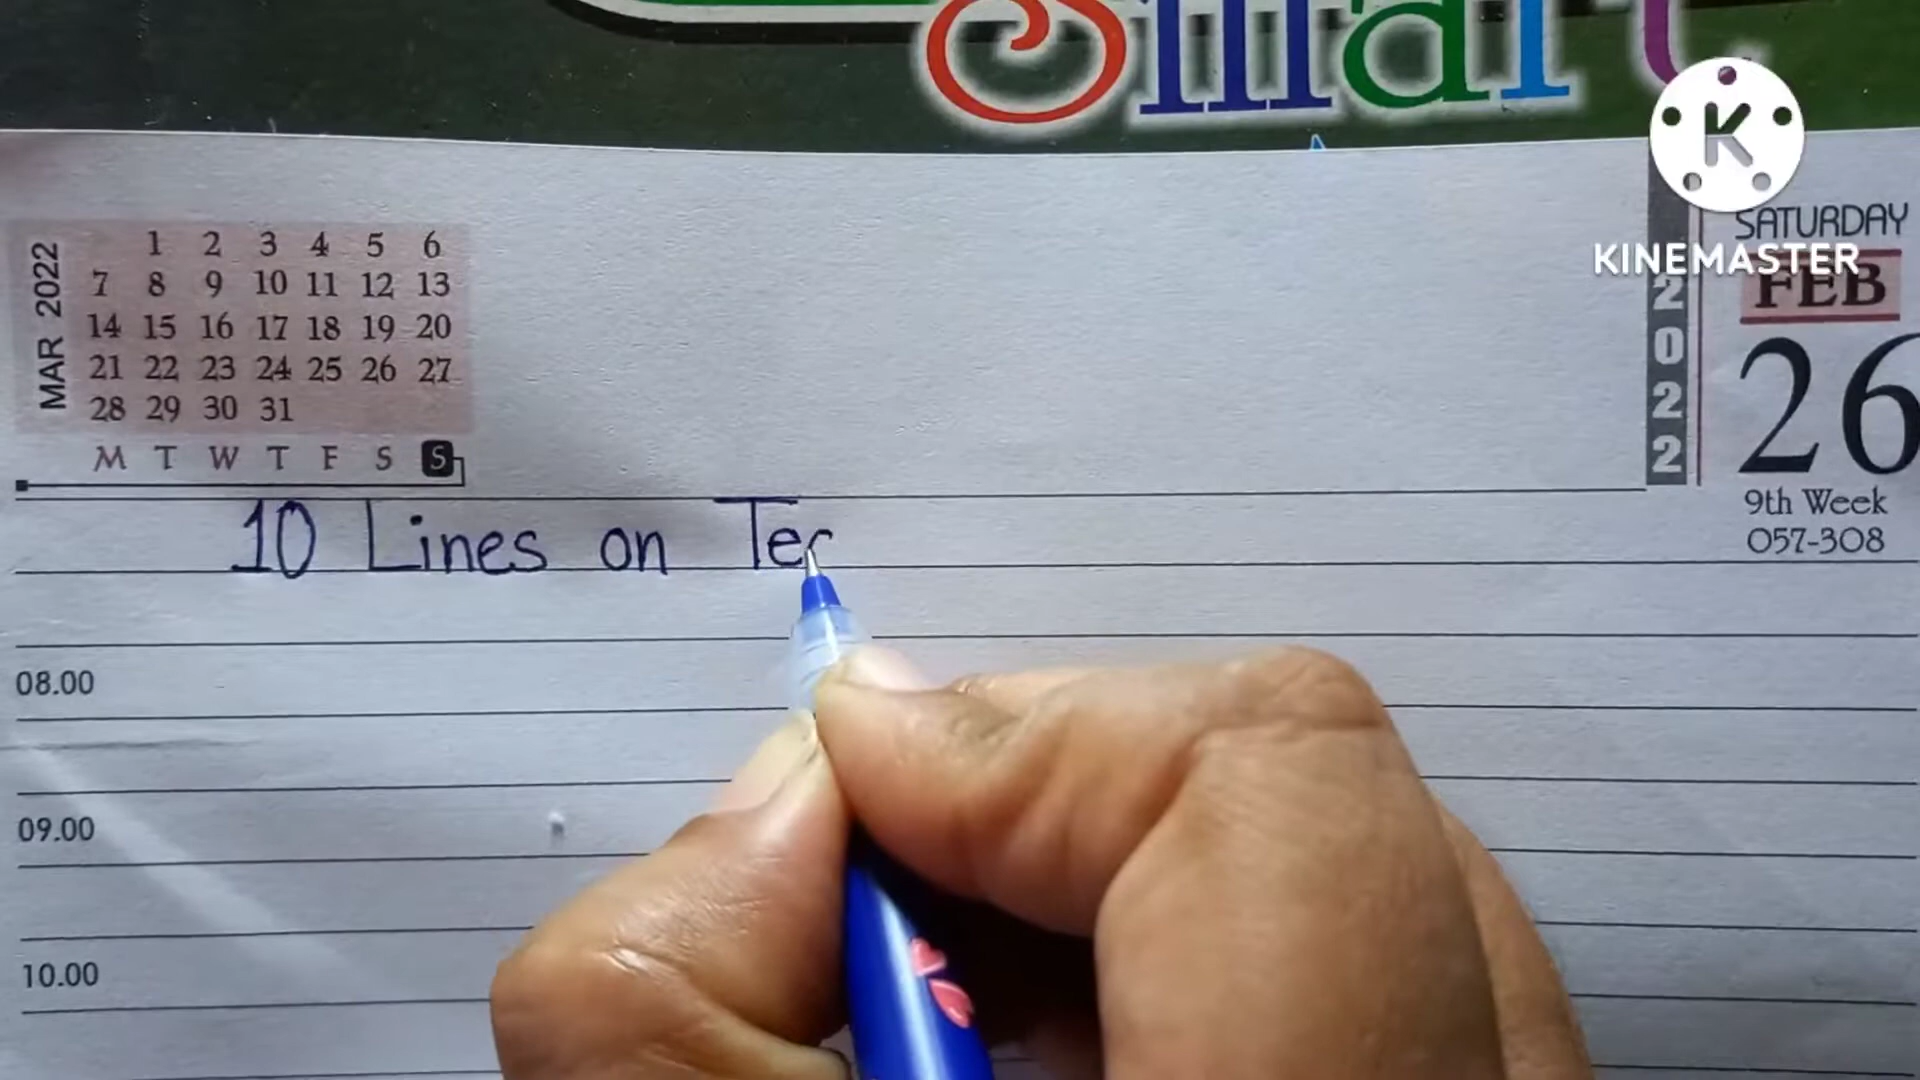 Smart
KINEMASTER
MAR 2022
1 2 3 4 5 6
7 8 9 10 11 12 13
14 15 16 17 18 19 20
21 22 23 24 25 26 27
28 29 30 31
M T W T F S S
2022
SATURDAY
FEB
26
9th Week
057-308
10 Lines on Tec
08.00
09.00
10.00